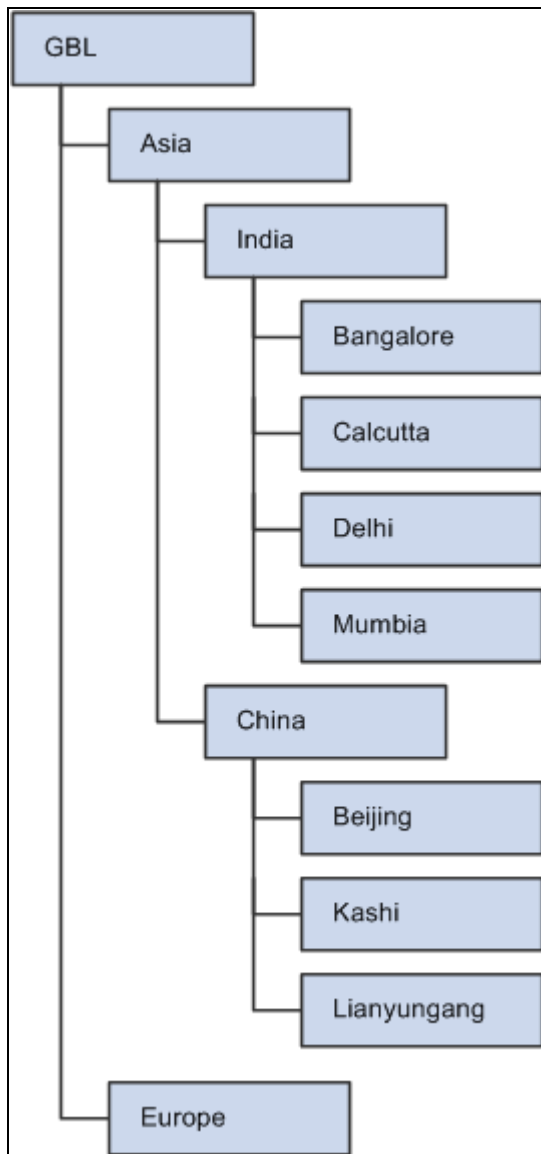 GBL
Asia
India
Bangalore
Calcutta
Delhi
Mumbia
China
Beijing
Kashi
Lianyungang
Europe